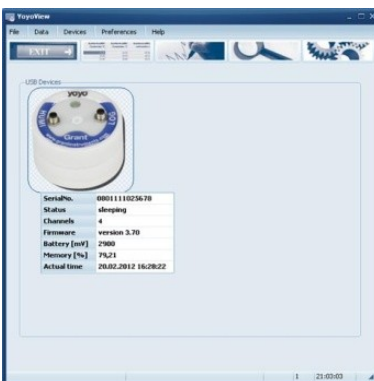 YoyoView
File Data Devices Preferences Help
EXIT
USB Devices
yoyo
Grant
SerialNo. 0801111025678
Status sleeping
Channels 4
Firmware version 3.70
Battery [mV] 2900
Memory [%] 79,21
Actual time 20.02.2012 16:28:22
1 21:03:03